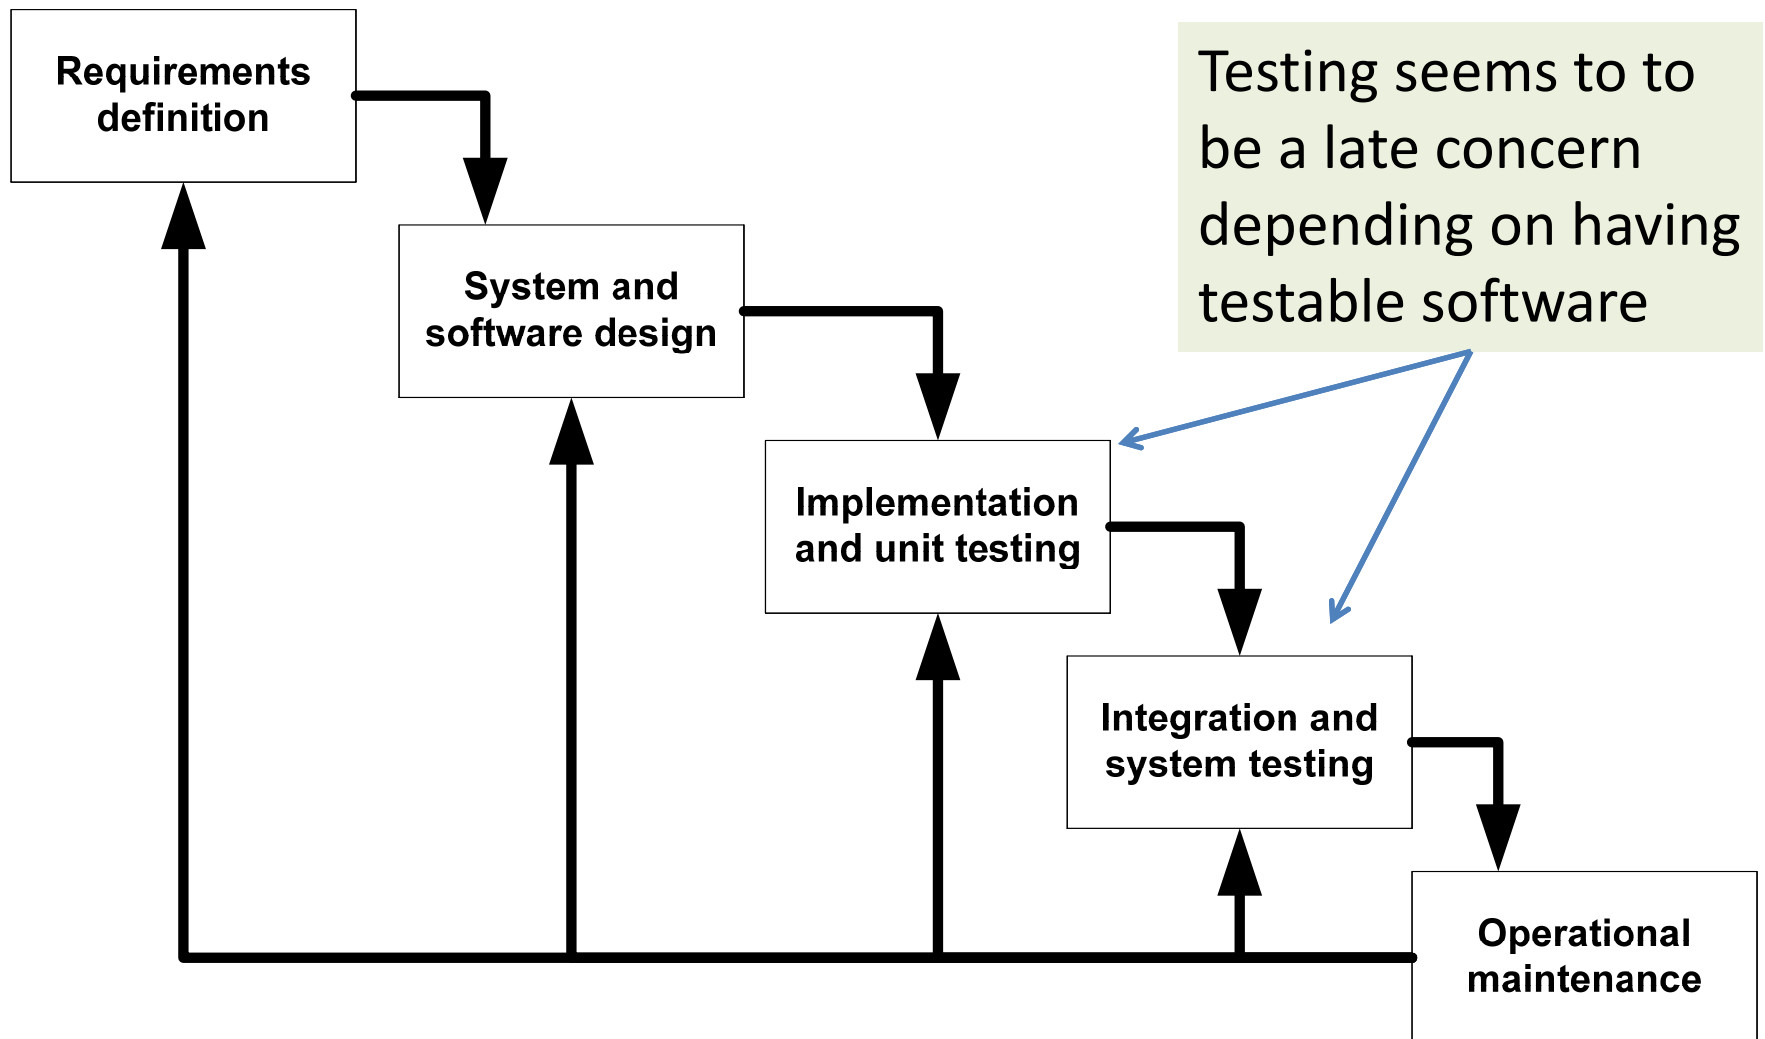 Requirements
definition
Testing seems to to
be a late concern
depending on having
testable software
System and
software design
Implementation
and unit testing
Integration and
system testing
Operational
maintenance